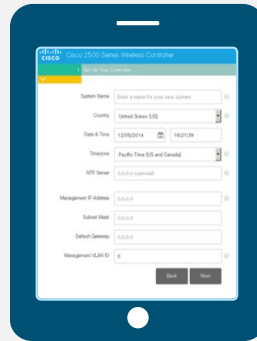 CISCO Cisco 2500 Series Wireless Controller
1 Set Up Your Controller
System Name Enter a name for your new system
Country United States (US)
Date & Time 12/05/2014 19:21:39
Timezone Pacific Time (US and Canada)
NTP Server 0.0.0.0 (optional)
Management IP Address 0.0.0.0
Subnet Mask 0.0.0.0
Default Gateway 0.0.0.0
Management VLAN ID 0
Back Next